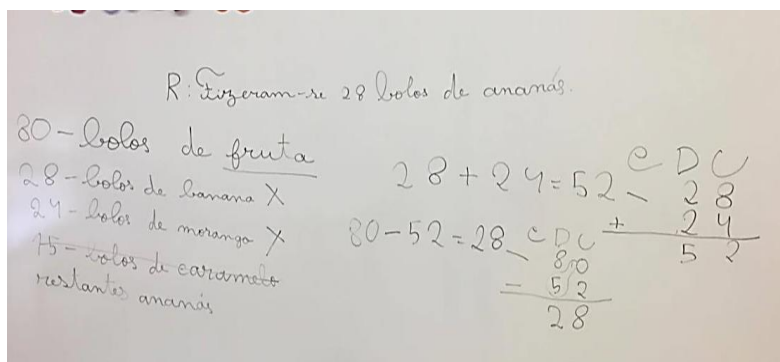 R: Fizeram-se 28 bolos de ananás.
80 - bolos de fruta
28 - bolos de banana X
24 - bolos de morango X
75 - bolos de caramelo
restantes ananás
28 + 24 = 52
C D U
28
+ 24
52
80 - 52 = 28
C D U
80
- 52
28